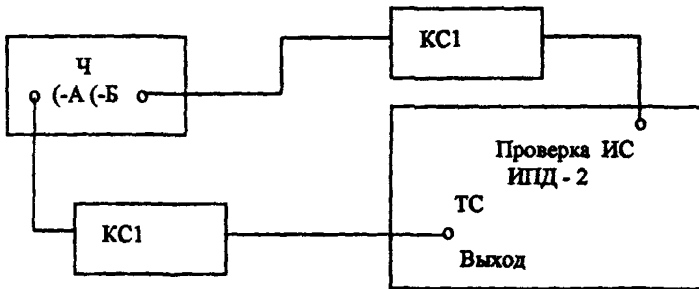 КС1
Ч
(-А (-Б
Проверка ИС
ИПД - 2
ТС
КС1
Выход